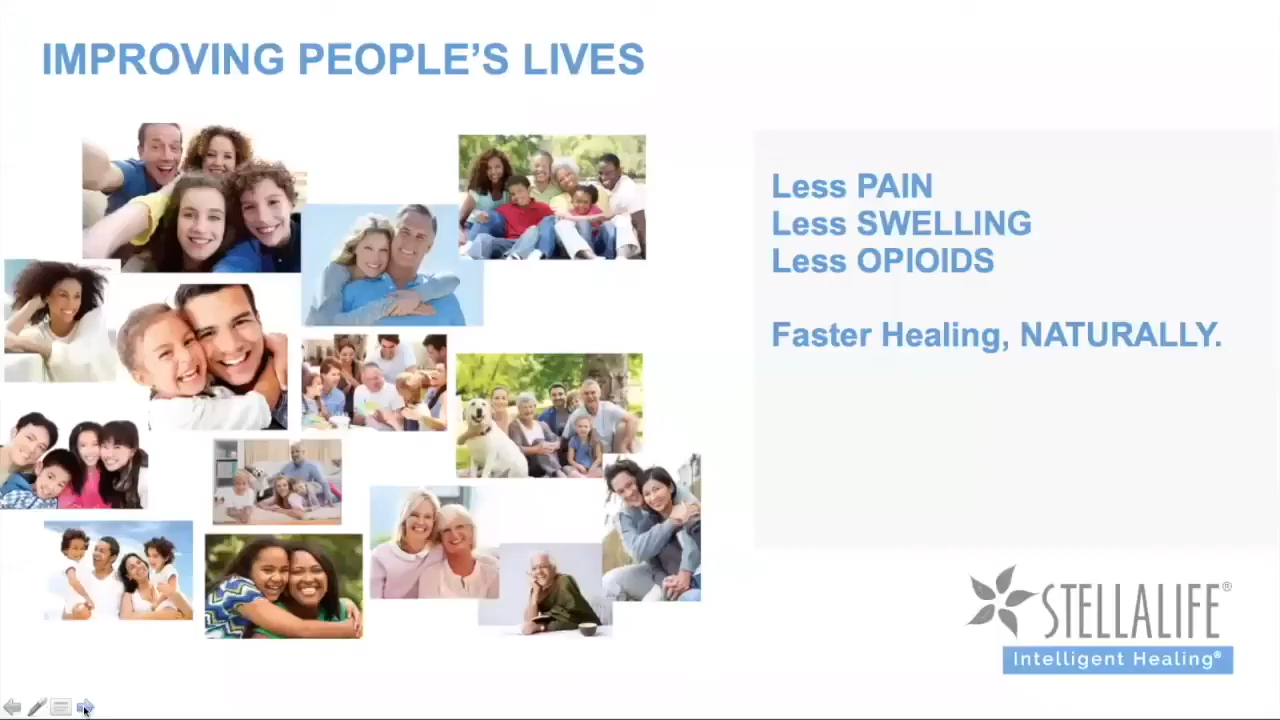 IMPROVING PEOPLE'S LIVES
Less PAIN
Less SWELLING
Less OPIOIDS
Faster Healing, NATURALLY.
STELLALIFE®
Intelligent Healing®